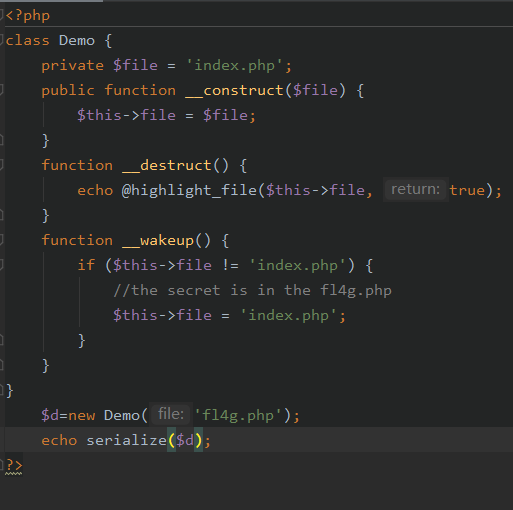 <?php
class Demo {
    private $file = 'index.php';
    public function __construct($file) {
        $this->file = $file;
    }
    function __destruct() {
        echo @highlight_file($this->file, return: true);
    }
    function __wakeup() {
        if ($this->file != 'index.php') {
            //the secret is in the fl4g.php
            $this->file = 'index.php';
        }
    }
}
    $d=new Demo( file: 'fl4g.php');
    echo serialize($d);
?>